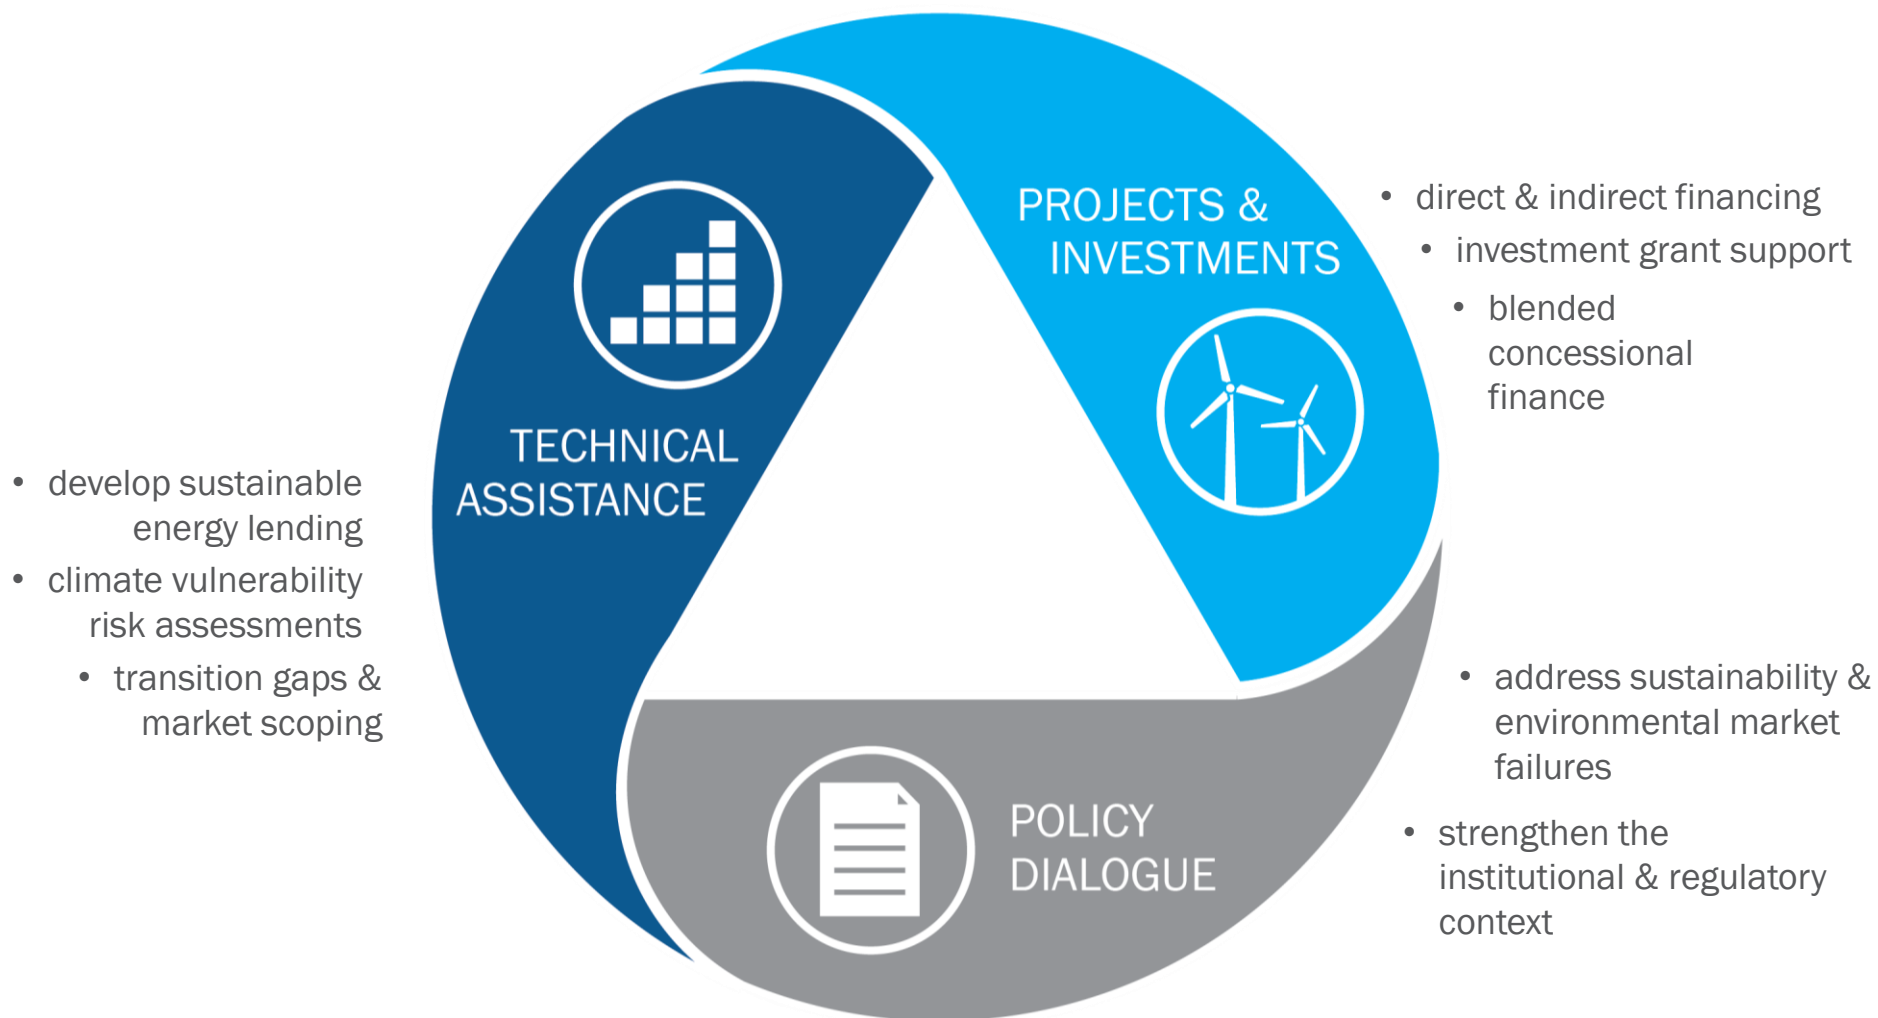 PROJECTS &
INVESTMENTS
• direct & indirect financing
• investment grant support
• blended
concessional
finance
TECHNICAL
ASSISTANCE
• develop sustainable
energy lending
• climate vulnerability
risk assessments
• transition gaps &
market scoping
POLICY
DIALOGUE
• address sustainability &
environmental market
failures
• strengthen the
institutional & regulatory
context